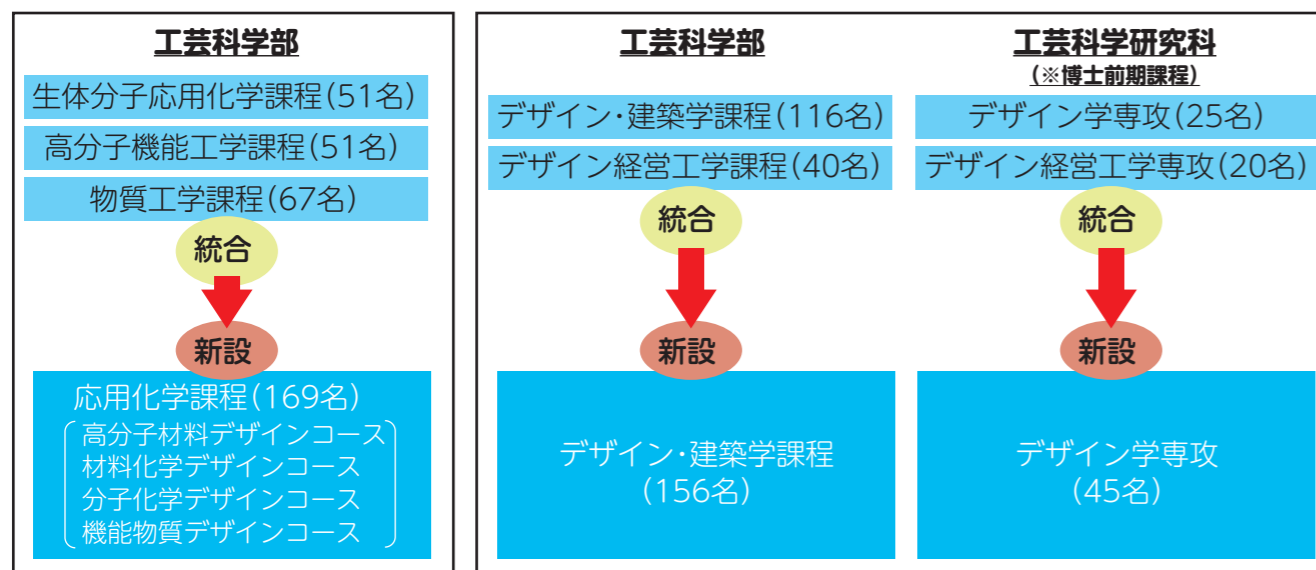 工芸科学部
生体分子応用化学課程(51名)
高分子機能工学課程(51名)
物質工学課程(67名)
統合
新設
応用化学課程(169名)
高分子材料デザインコース
材料化学デザインコース
分子化学デザインコース
機能物質デザインコース
工芸科学部
デザイン・建築学課程(116名)
デザイン経営工学課程(40名)
統合
新設
デザイン・建築学課程
(156名)
工芸科学研究科
(※博士前期課程)
デザイン学専攻(25名)
デザイン経営工学専攻(20名)
統合
新設
デザイン学専攻
(45名)